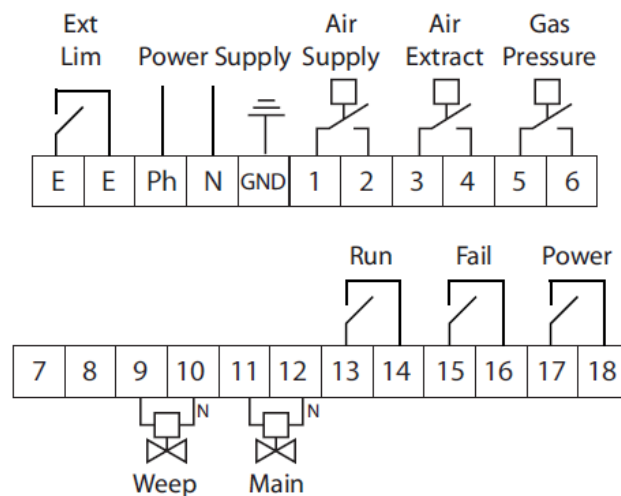 Ext Air Air Gas
Lim Power Supply Supply Extract Pressure
E E Ph N GND 1 2 3 4 5 6
Run Fail Power
7 8 9 10 11 12 13 14 15 16 17 18
N N
Weep Main